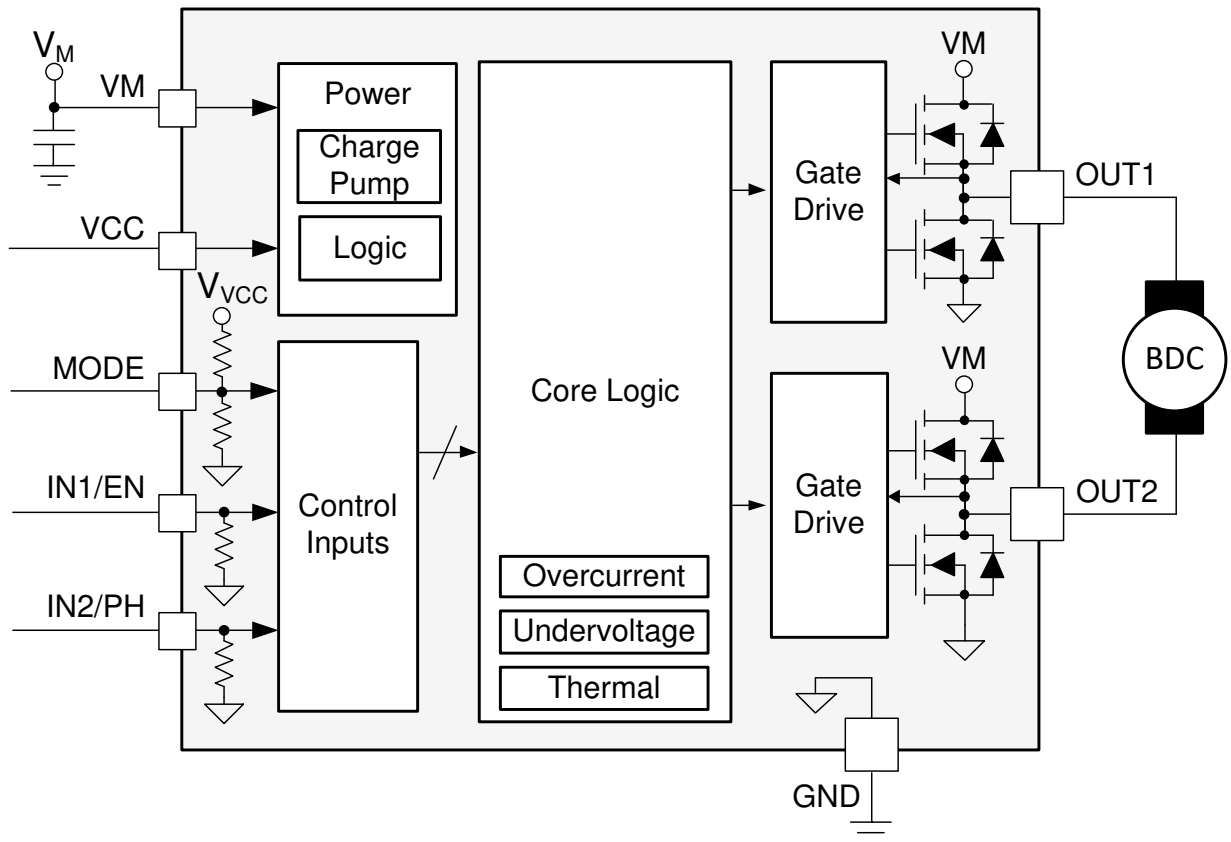 VM
VM
VCC
VVCC
MODE
IN1/EN
IN2/PH
Power
Charge
Pump
Logic
Control
Inputs
Core Logic
Overcurrent
Undervoltage
Thermal
VM
Gate
Drive
OUT1
BDC
VM
Gate
Drive
OUT2
GND